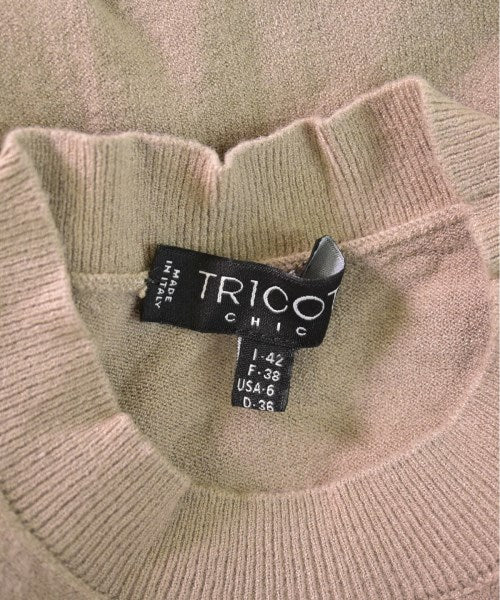 MADE
IN ITALY
TRICOT
CHIC
I-42
F-38
USA-6
D-36